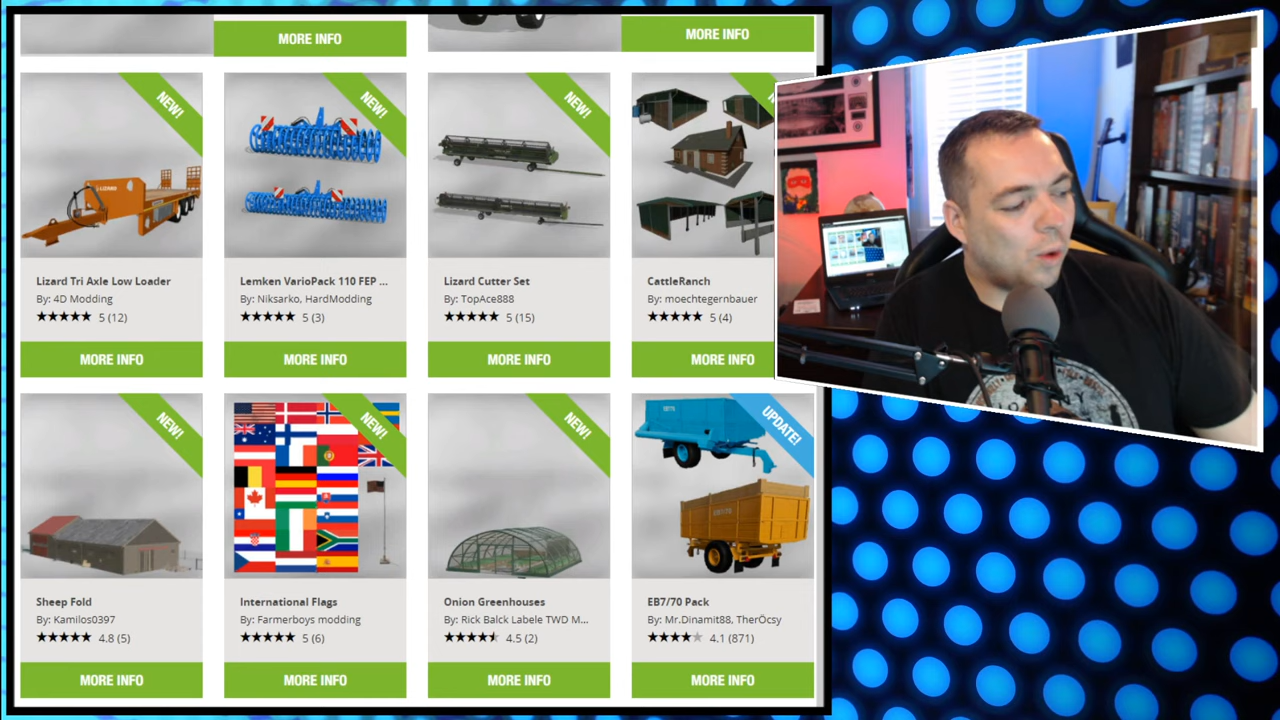 MORE INFO
MORE INFO
NEW!
NEW!
NEW!
LIZARD
Lizard Tri Axle Low Loader
By: 4D Modding
5 (12)
MORE INFO
Lemken VarioPack 110 FEP ...
By: Niksarko, HardModding
5 (3)
MORE INFO
Lizard Cutter Set
By: TopAce888
5 (15)
MORE INFO
CattleRanch
By: moechtegernbauer
5 (4)
MORE INFO
NEW!
NEW!
NEW!
UPDATE!
Sheep Fold
By: Kamilos0397
4.8 (5)
MORE INFO
International Flags
By: Farmerboys modding
5 (6)
MORE INFO
Onion Greenhouses
By: Rick Balck Labele TWD M...
4.5 (2)
MORE INFO
EB7/70 Pack
By: Mr.Dinamit88, TherÖcsy
4.1 (871)
MORE INFO